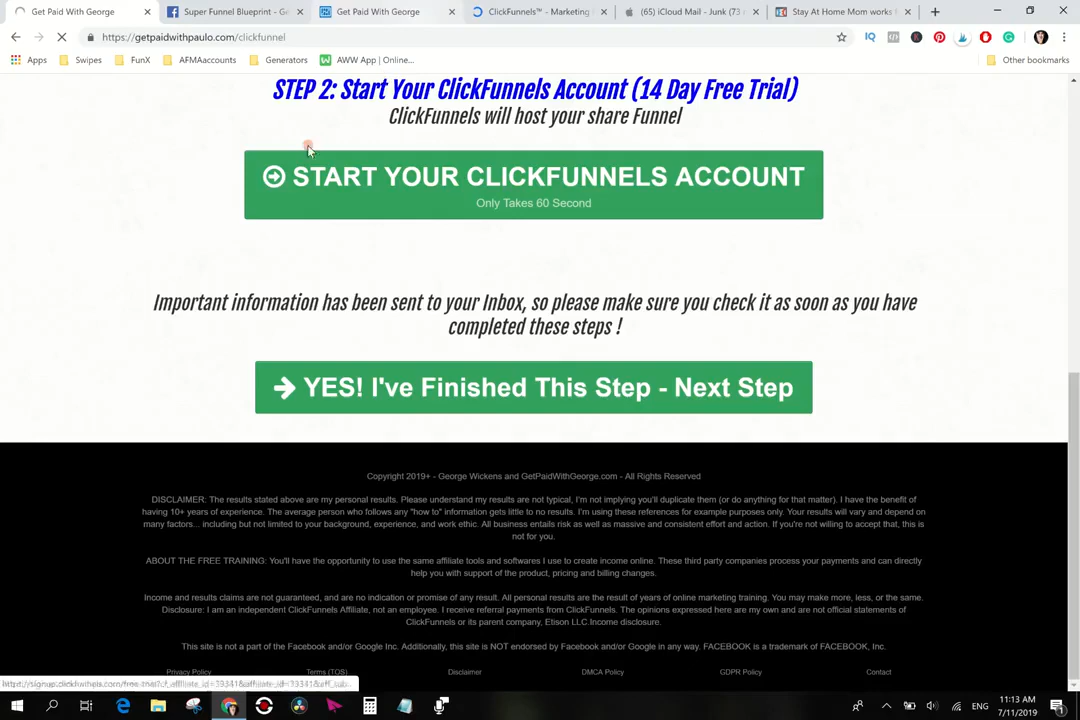 Get Paid With George
Super Funnel Blueprint - Ge
Get Paid With George
ClickFunnels™ - Marketing
(65) iCloud Mail - Junk (73
Stay At Home Mom works
https://getpaidwithpaulo.com/clickfunnel
IQ
Apps
Swipes
FunX
AFMAaccounts
Generators
AWW App | Online...
Other bookmarks
STEP 2: Start Your ClickFunnels Account (14 Day Free Trial)
ClickFunnels will host your share Funnel
START YOUR CLICKFUNNELS ACCOUNT
Only Takes 60 Second
Important information has been sent to your Inbox, so please make sure you check it as soon as you have
completed these steps !
YES! I've Finished This Step - Next Step
Copyright 2019+ - George Wickens and GetPaidWithGeorge.com - All Rights Reserved
DISCLAIMER: The results stated above are my personal results. Please understand my results are not typical, I'm not implying you'll duplicate them (or do anything for that matter). I have the benefit of
having 10+ years of experience. The average person who follows any "how to" information gets little to no results. I'm using these references for example purposes only. Your results will vary and depend on
many factors... including but not limited to your background, experience, and work ethic. All business entails risk as well as massive and consistent effort and action. If you're not willing to accept that, this is
not for you.
ABOUT THE FREE TRAINING: You'll have the opportunity to use the same affiliate tools and softwares I use to create income online. These third party companies process your payments and can directly
help you with support of the product, pricing and billing changes.
Income and results claims are not guaranteed, and are no indication or promise of any result. All personal results are the result of years of online marketing training. You may make more, less, or the same.
Disclosure: I am an independent ClickFunnels Affiliate, not an employee. I receive referral payments from ClickFunnels. The opinions expressed here are my own and are not official statements of
ClickFunnels or its parent company, Etison LLC.Income disclosure.
This site is not a part of the Facebook and/or Google Inc. Additionally, this site is NOT endorsed by Facebook and/or Google in any way. FACEBOOK is a trademark of FACEBOOK, Inc.
Privacy Policy
Terms (TOS)
Disclaimer
DMCA Policy
GDPR Policy
Contact
ENG
11:13 AM
7/11/2019